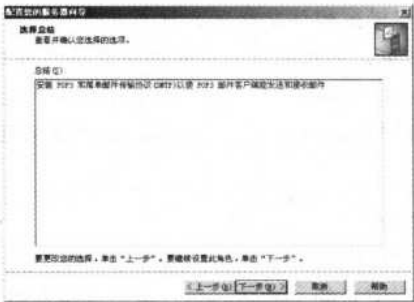 配置您的服务器向导
选择总结
查看并确认您选择的选项。
总结(S):
安装 POP3 和简单邮件传输协议(SMTP)以使 POP3 邮件客户端能发送和接收邮件
要更改您的选择，单击“上一步”。要继续设置此角色，单击“下一步”。
<上一步(B) 下一步(N)> 取消 帮助